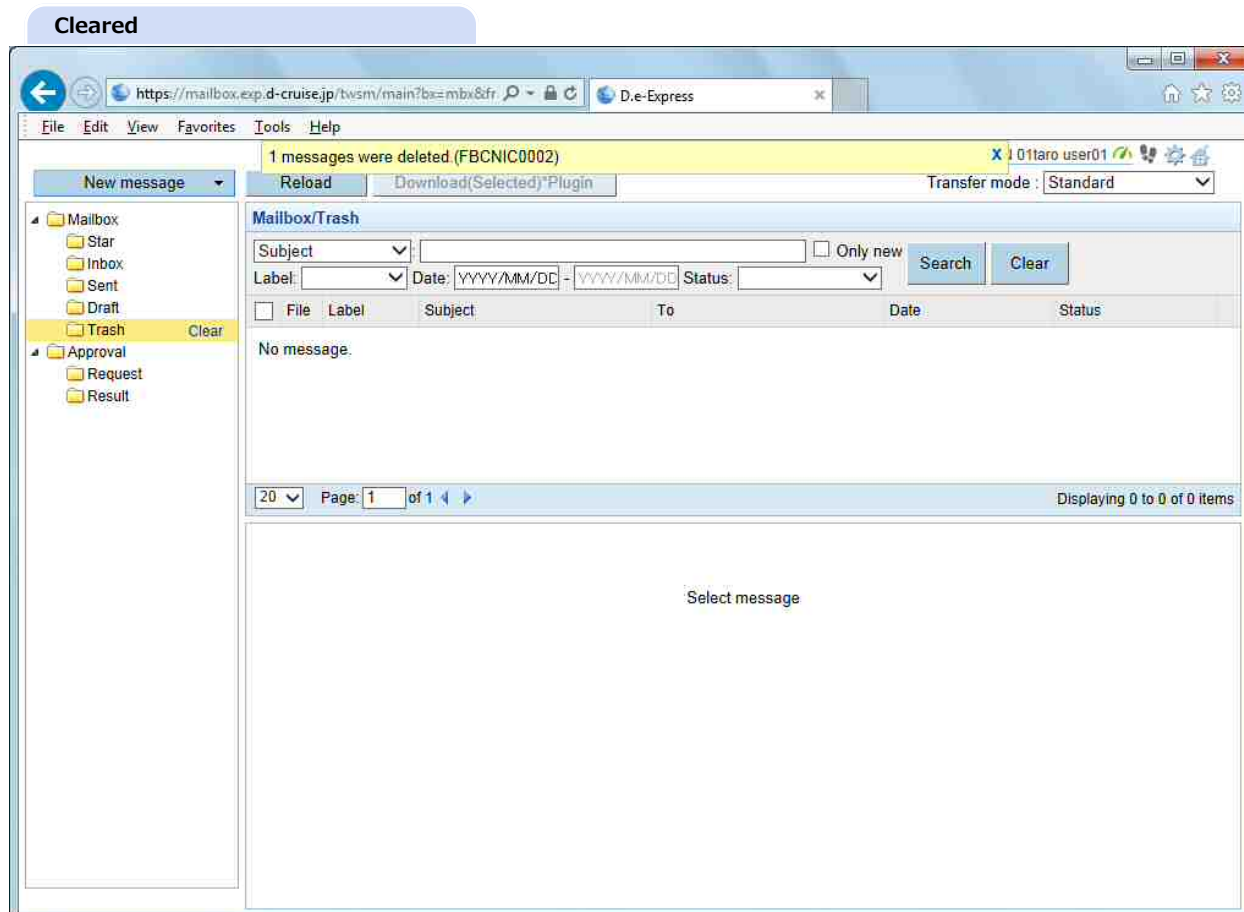 Cleared
https://mailbox.exp.d-cruise.jp/twsm/main?bx=mbx&fr D.e-Express
File Edit View Favorites Tools Help
1 messages were deleted.(FBCNIC0002) X 01taro user01
New message Reload Download(Selected)*Plugin Transfer mode : Standard
Mailbox
Star
Inbox
Sent
Draft
Trash Clear
Approval
Request
Result
Mailbox/Trash
Subject : Only new Search Clear
Label: Date: YYYY/MM/DD - YYYY/MM/DD Status:
File Label Subject To Date Status
No message.
20 Page: 1 of 1 Displaying 0 to 0 of 0 items
Select message